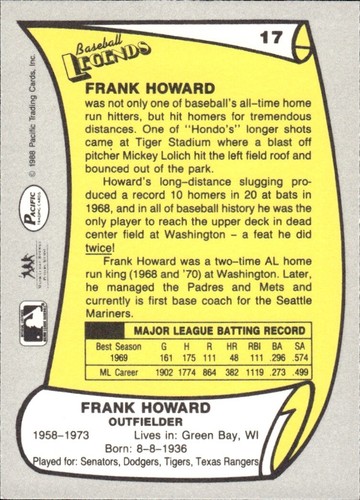 17
Baseball
LEGENDS
FRANK HOWARD
was not only one of baseball's all-time home
run hitters, but hit homers for tremendous
distances. One of "Hondo's" longer shots
came at Tiger Stadium where a blast off
pitcher Mickey Lolich hit the left field roof and
bounced out of the park.
Howard's long-distance slugging pro-
duced a record 10 homers in 20 at bats in
1968, and in all of baseball history he was the
only player to reach the upper deck in dead
center field at Washington - a feat he did
twice!
Frank Howard was a two-time AL home
run king (1968 and '70) at Washington. Later,
he managed the Padres and Mets and
currently is first base coach for the Seattle
Mariners.
MAJOR LEAGUE BATTING RECORD
Best Season G H R HR RBI BA SA
1969 161 175 111 48 111 .296 .574
ML Career 1902 1774 864 382 1119 .273 .499
FRANK HOWARD
OUTFIELDER
1958-1973 Lives in: Green Bay, WI
Born: 8-8-1936
Played for: Senators, Dodgers, Tigers, Texas Rangers
© 1988 Pacific Trading Cards, Inc.
PACIFIC
TRADING CARDS